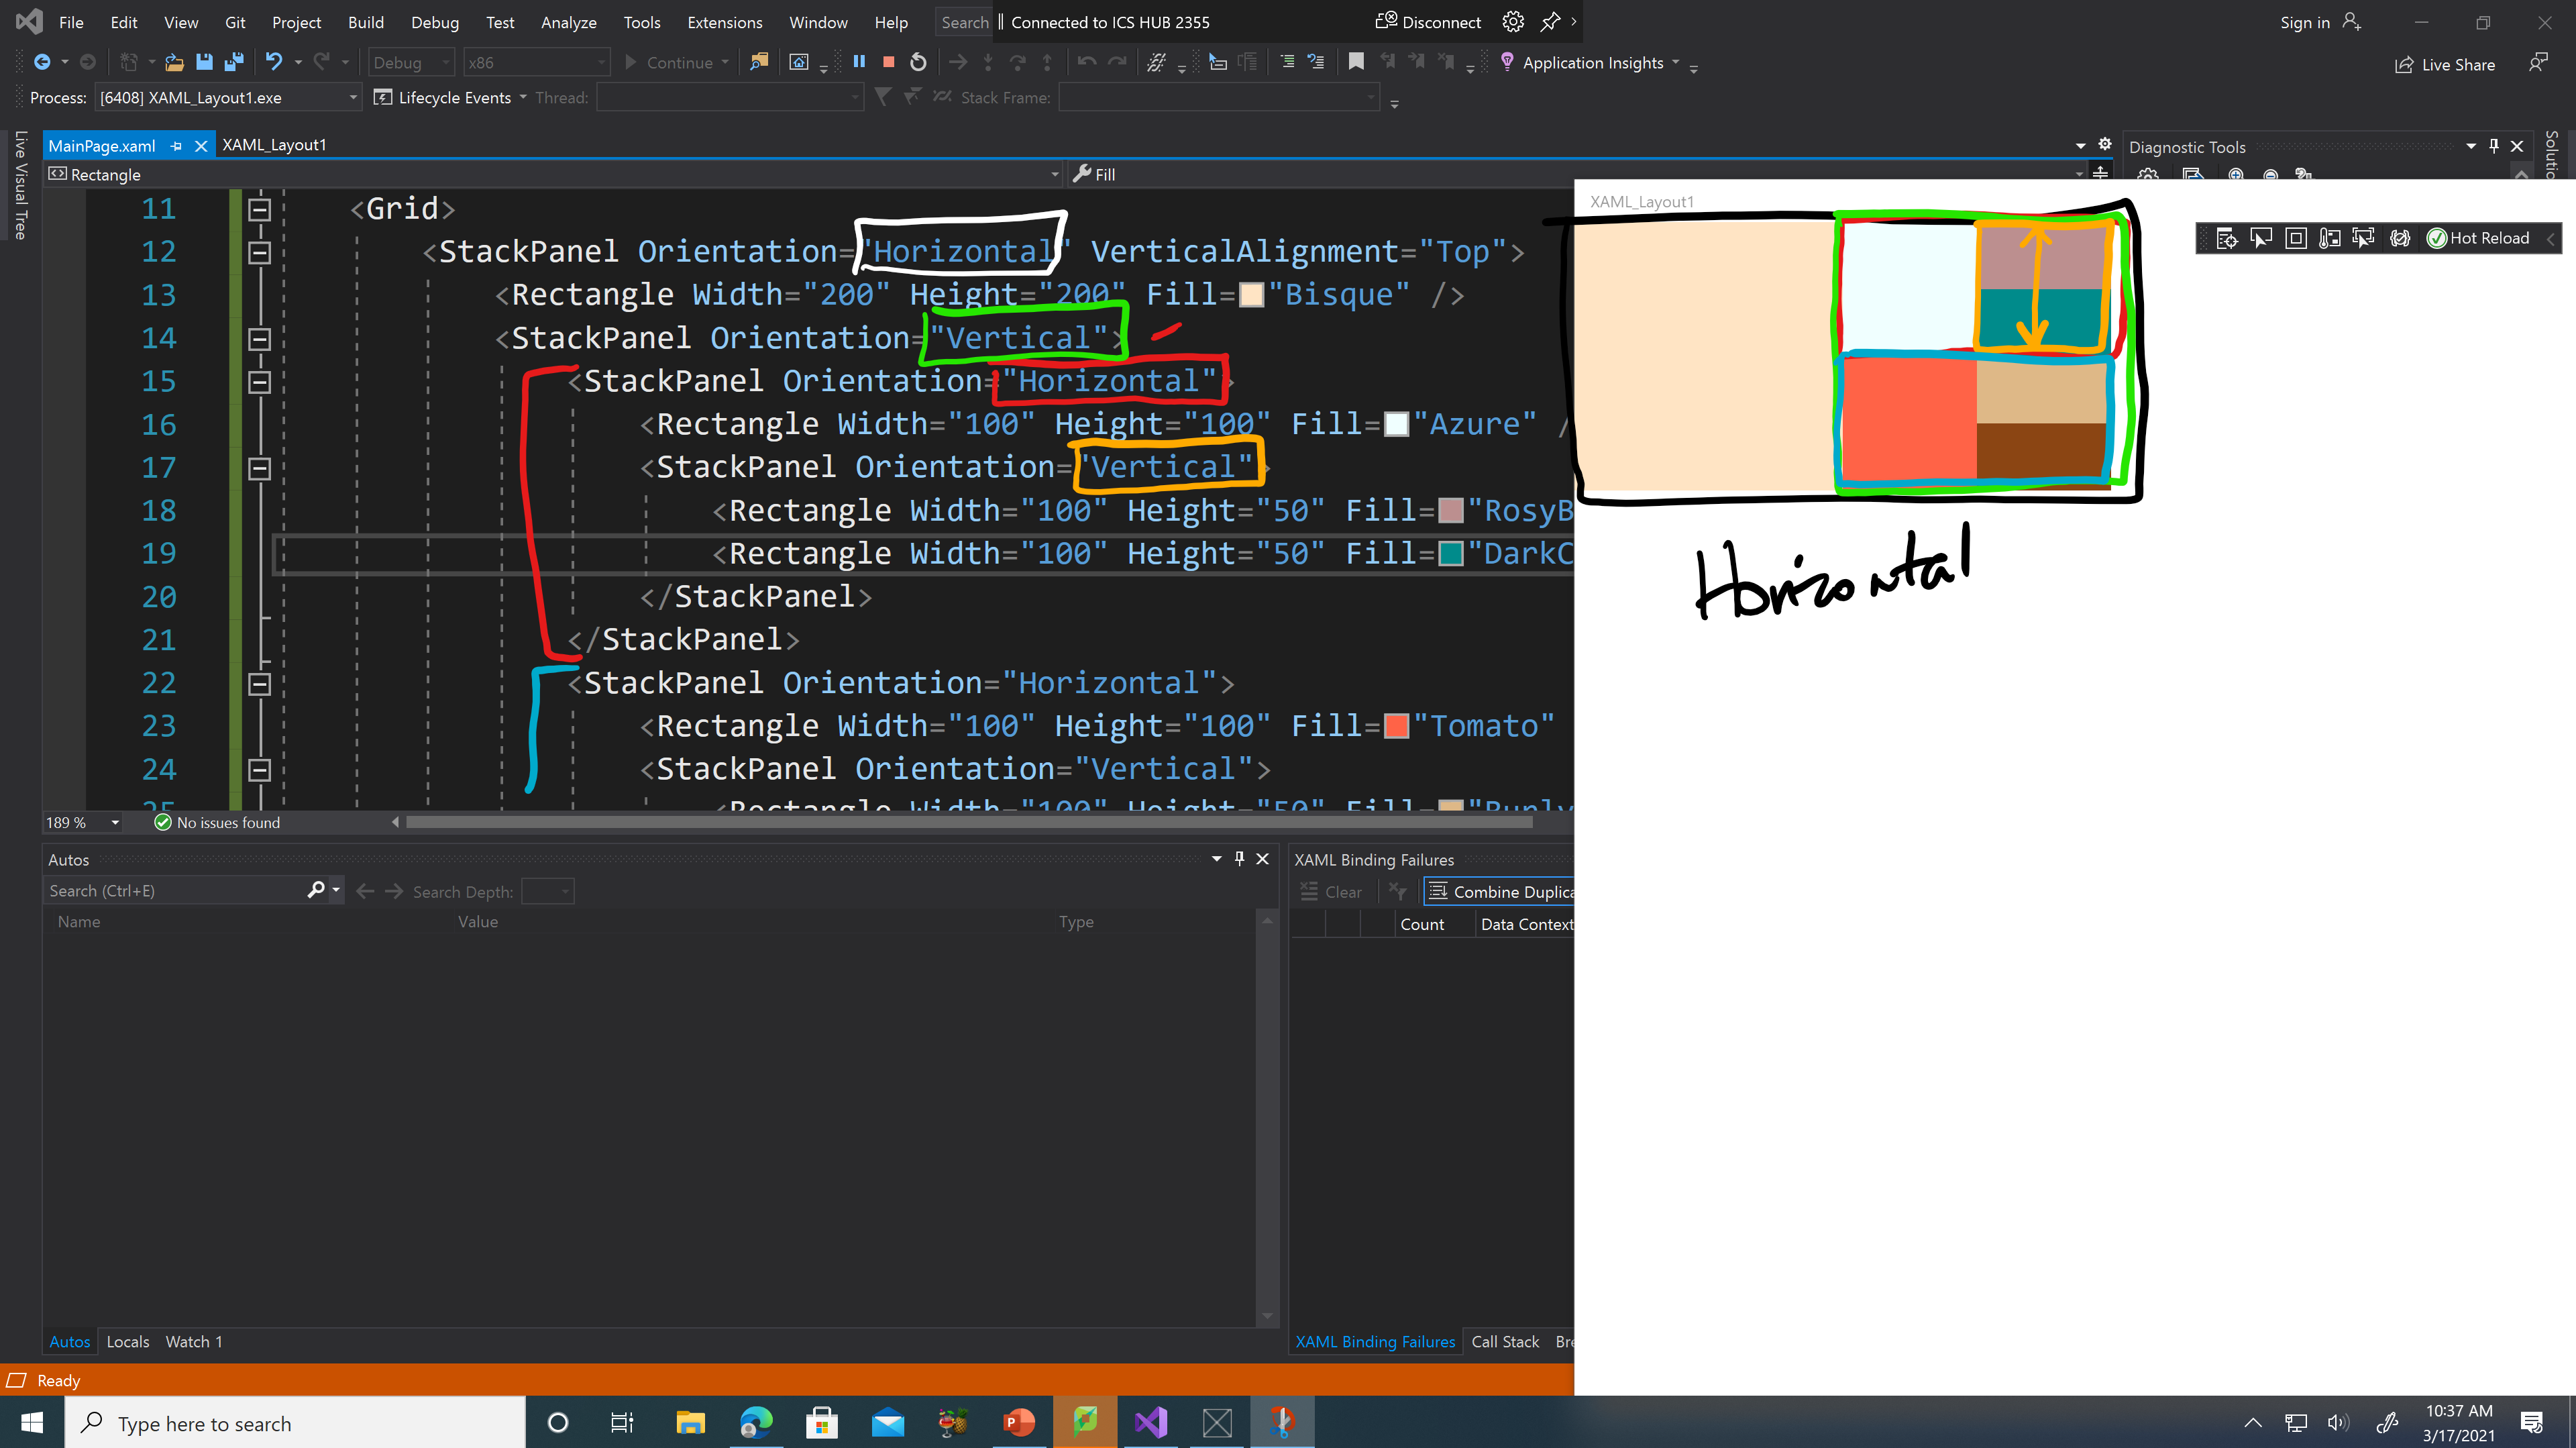 File Edit View Git Project Build Debug Test Analyze Tools Extensions Window Help Search Connected to ICS HUB 2355 Disconnect Sign in
Debug x86 Continue Application Insights Live Share
Process: [6408] XAML_Layout1.exe Lifecycle Events Thread: Stack Frame:
Live Visual Tree
MainPage.xaml XAML_Layout1 Diagnostic Tools
Rectangle Fill
11 <Grid>
12 <StackPanel Orientation="Horizontal" VerticalAlignment="Top">
13 <Rectangle Width="200" Height="200" Fill="Bisque" />
14 <StackPanel Orientation="Vertical">
15 <StackPanel Orientation="Horizontal">
16 <Rectangle Width="100" Height="100" Fill="Azure" /
17 <StackPanel Orientation="Vertical">
18 <Rectangle Width="100" Height="50" Fill="RosyB
19 <Rectangle Width="100" Height="50" Fill="DarkC
20 </StackPanel>
21 </StackPanel>
22 <StackPanel Orientation="Horizontal">
23 <Rectangle Width="100" Height="100" Fill="Tomato"
24 <StackPanel Orientation="Vertical">
25 <Rectangle Width="100" Height="50" Fill="Burly
189 % No issues found
XAML_Layout1
Hot Reload
Horizontal
Autos
Search (Ctrl+E) Search Depth:
Name Value Type
Autos Locals Watch 1
XAML Binding Failures
Clear Combine Duplica
Count Data Context
XAML Binding Failures Call Stack Bre
Ready
Type here to search
10:37 AM
3/17/2021